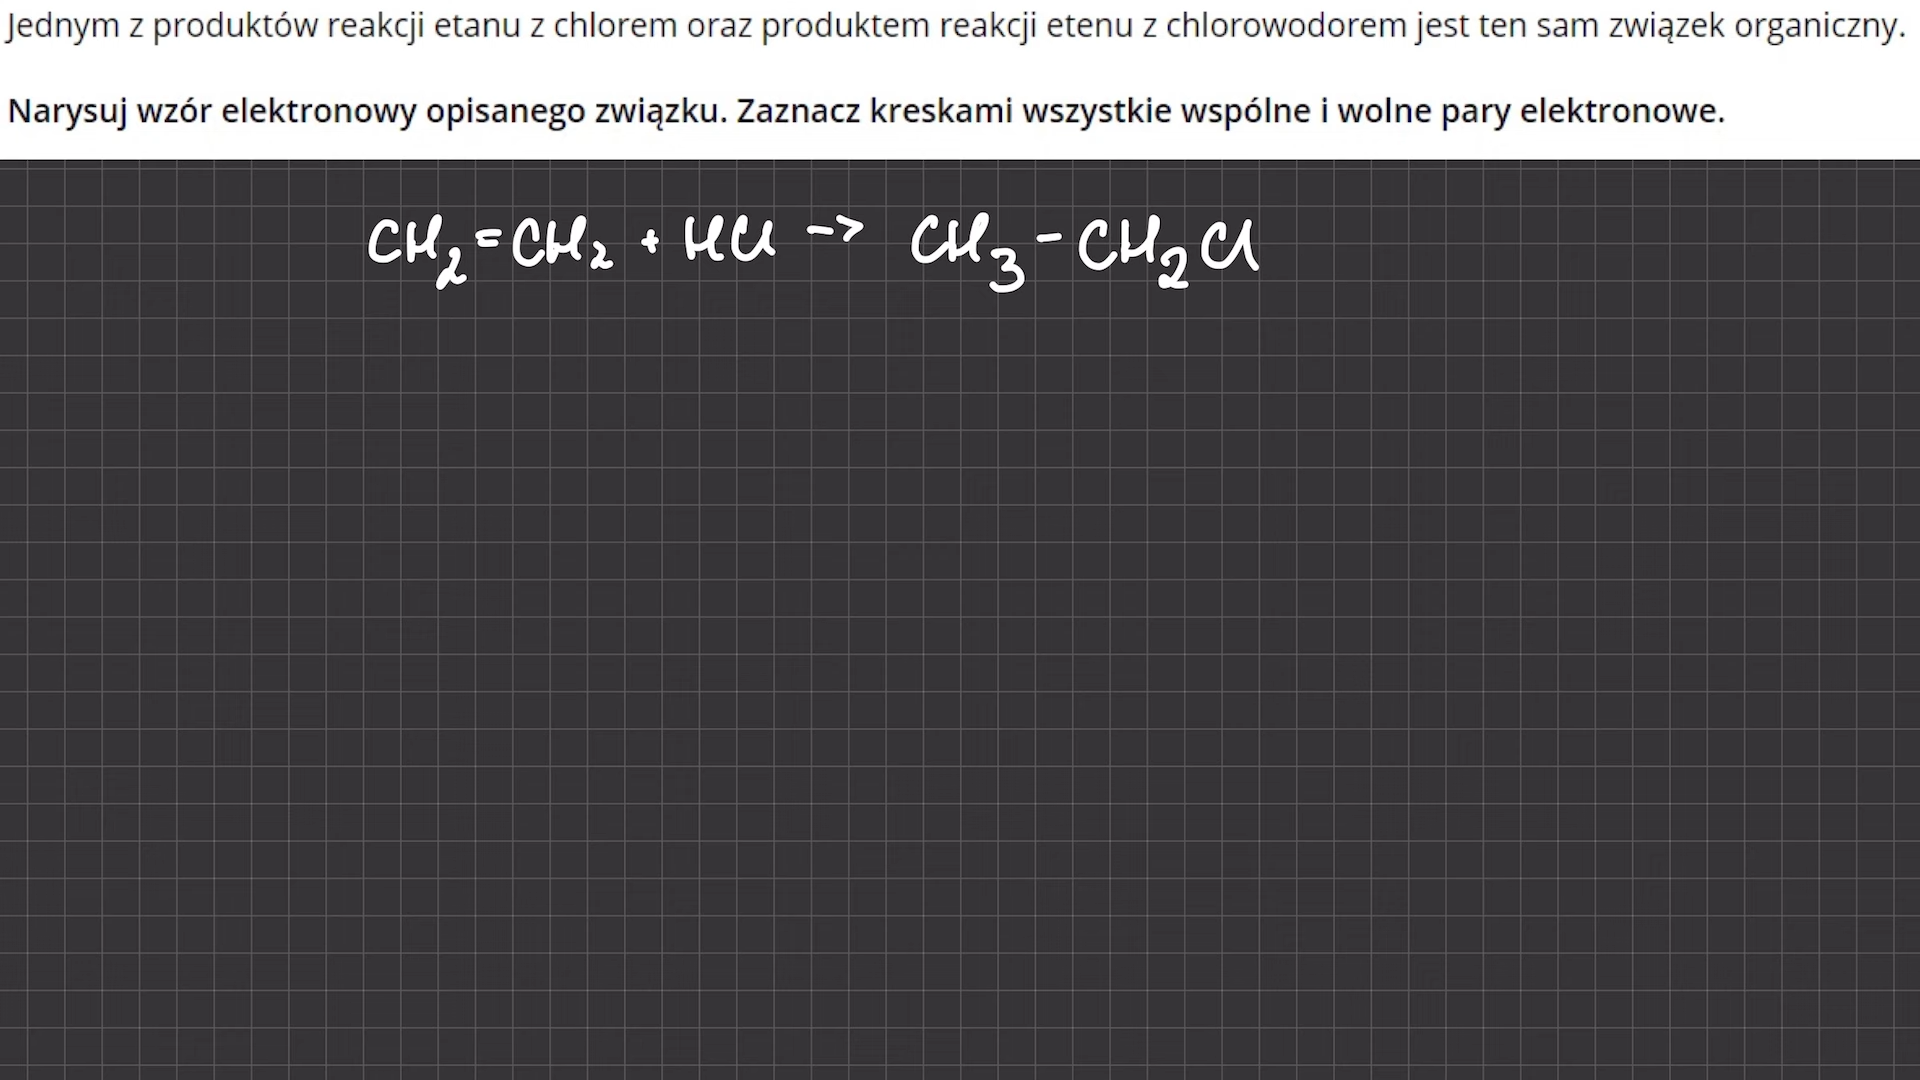 Jednym z produktów reakcji etanu z chlorem oraz produktem reakcji etenu z chlorowodorem jest ten sam związek organiczny.
Narysuj wzór elektronowy opisanego związku. Zaznacz kreskami wszystkie wspólne i wolne pary elektronowe.
CH₂=CH₂ + HCl -> CH₃-CH₂Cl